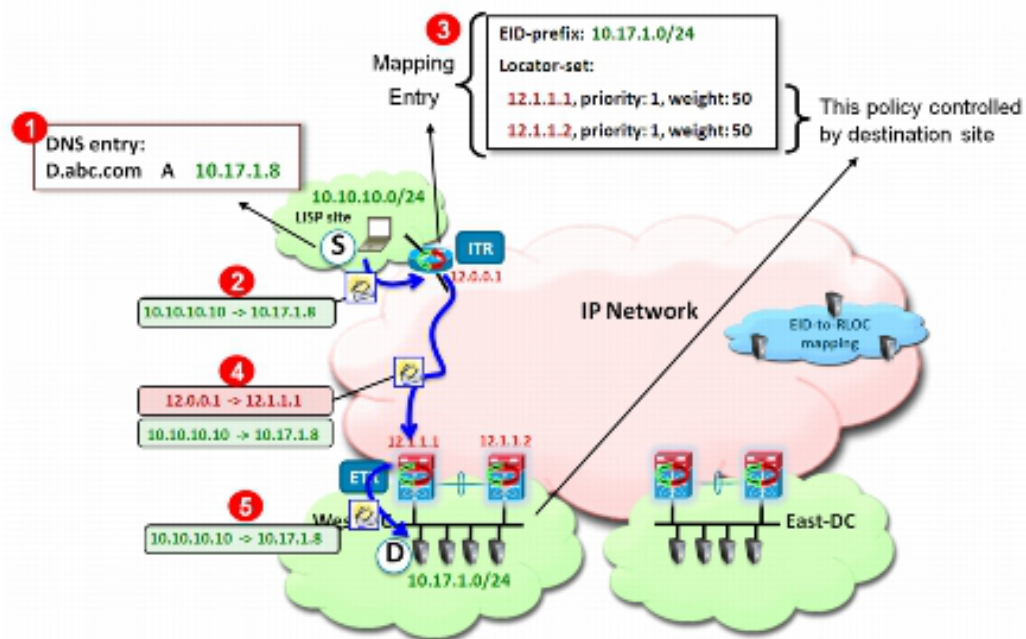 3
Mapping
Entry
EID-prefix: 10.17.1.0/24
Locator-set:
12.1.1.1, priority: 1, weight: 50
12.1.1.2, priority: 1, weight: 50
This policy controlled
by destination site
1
DNS entry:
D.abc.com A 10.17.1.8
10.10.10.0/24
LISP site
S
ITR
12.0.0.1
2
10.10.10.10 -> 10.17.1.8
IP Network
EID-to-RLOC
mapping
4
12.0.0.1 -> 12.1.1.1
10.10.10.10 -> 10.17.1.8
12.1.1.1
12.1.1.2
5
10.10.10.10 -> 10.17.1.8
D
10.17.1.0/24
East-DC